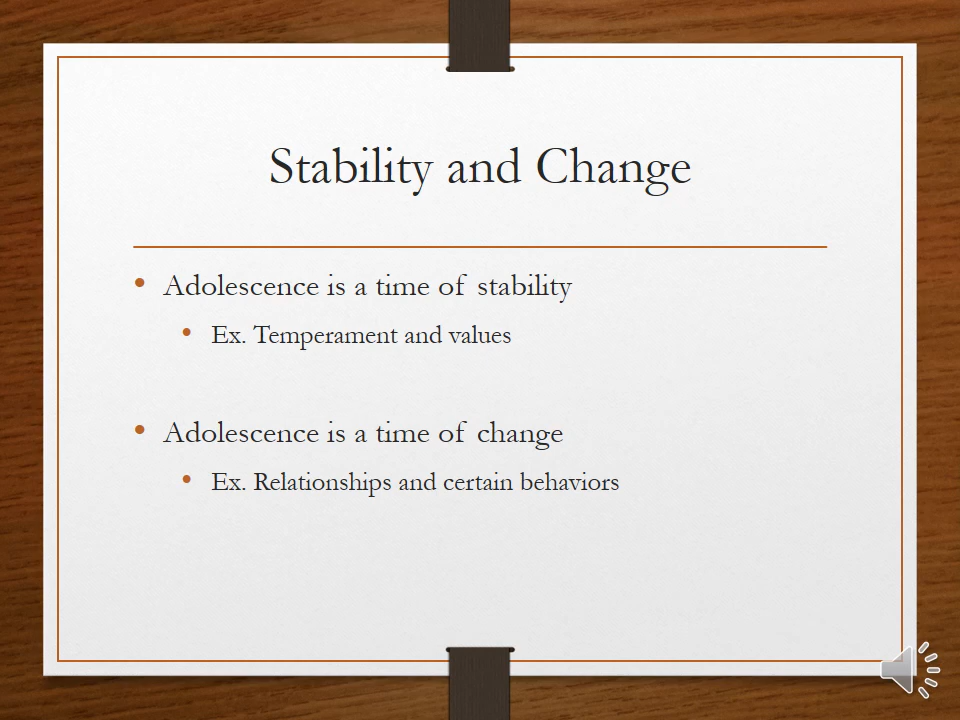 Stability and Change
• Adolescence is a time of stability
• Ex. Temperament and values
• Adolescence is a time of change
• Ex. Relationships and certain behaviors